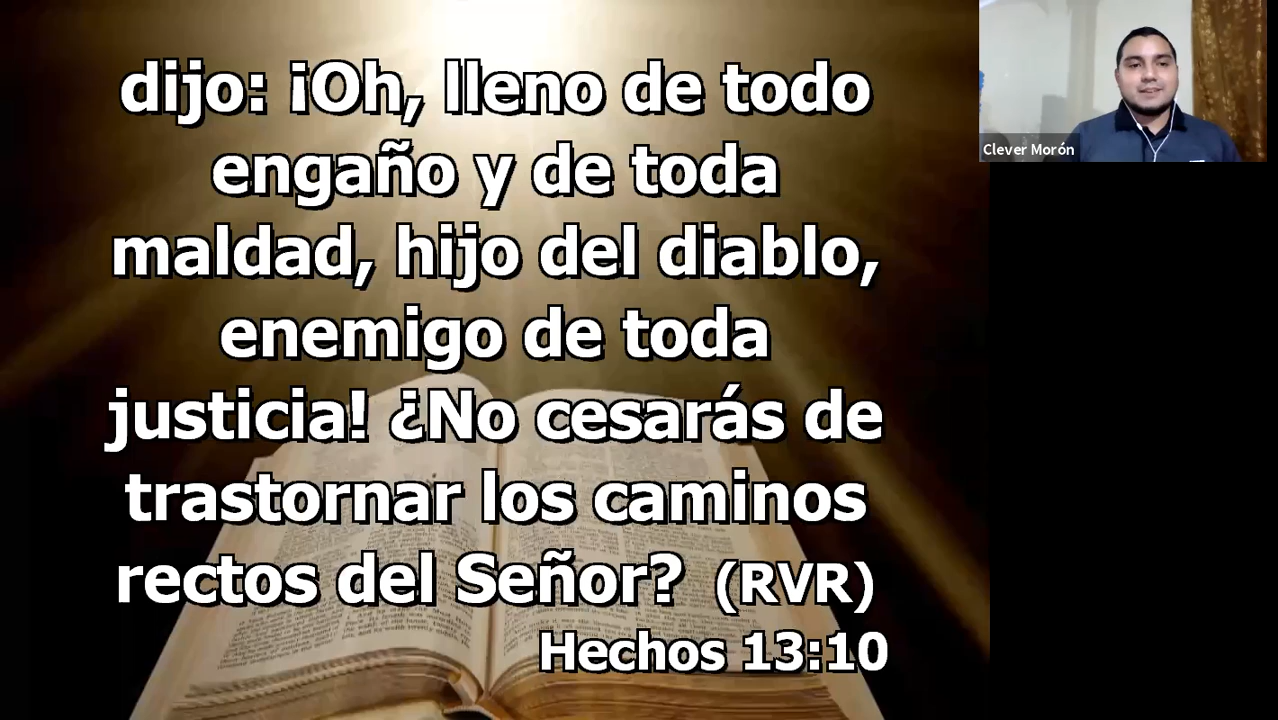 dijo: ¡Oh, lleno de todo
engaño y de toda
maldad, hijo del diablo,
enemigo de toda
justicia! ¿No cesarás de
trastornar los caminos
rectos del Señor? (RVR)
Hechos 13:10
Clever Morón